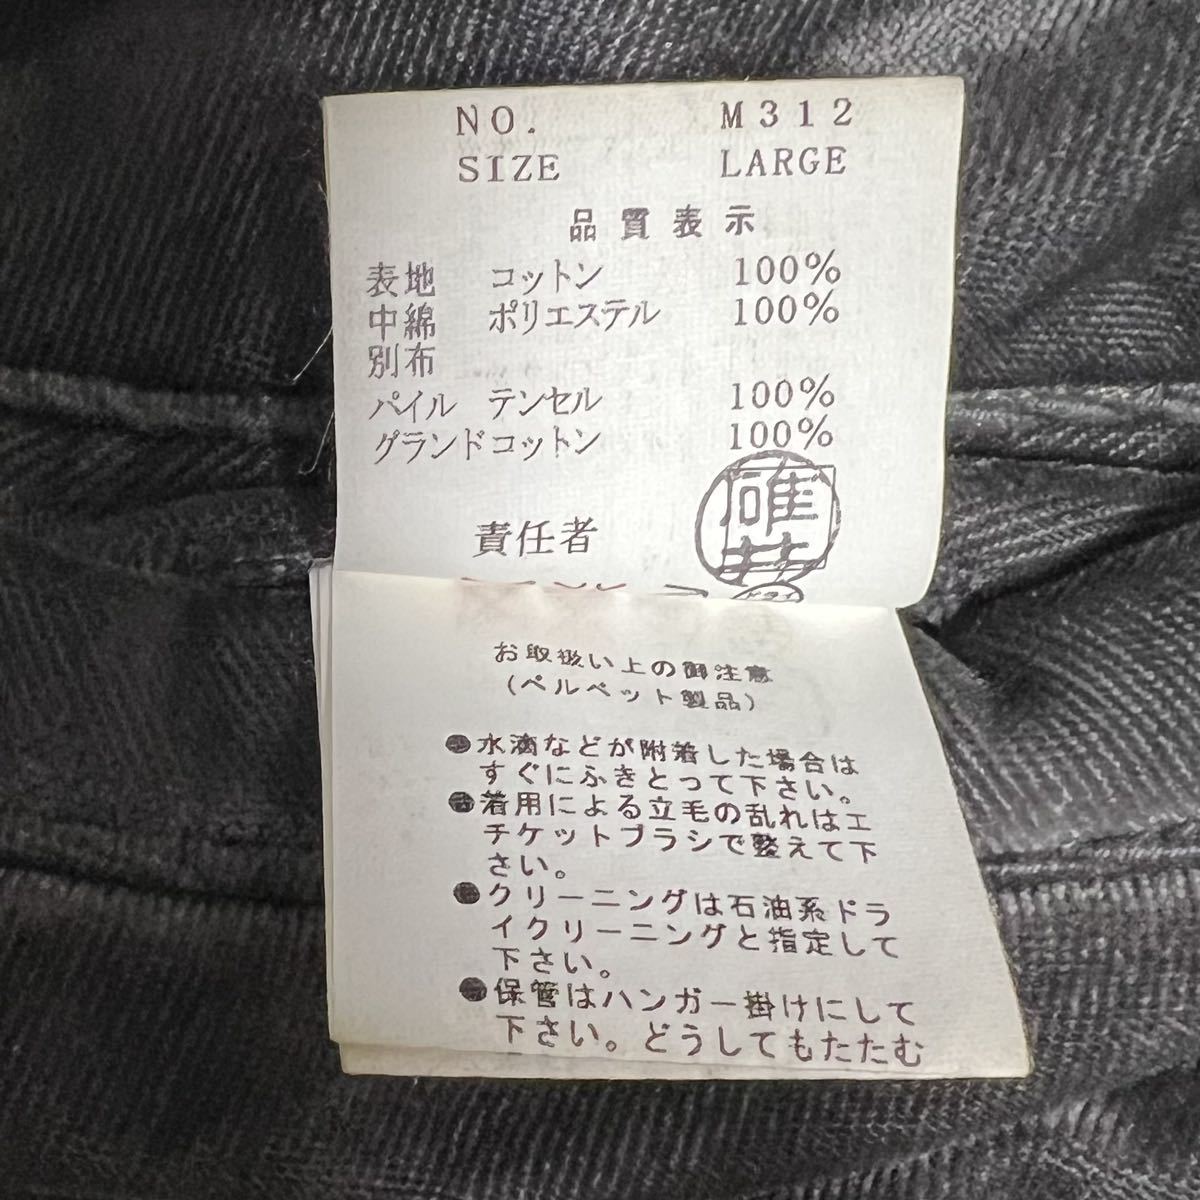 NO. M312
SIZE LARGE
品質表示
表地 コットン 100%
中綿 ポリエステル 100%
別布
パイル テンセル 100%
グランドコットン 100%
責任者
お取扱い上の御注意
(ベルベット製品)
●水滴などが附着した場合は
すぐにふきとって下さい。
●着用による立毛の乱れはエ
チケットブラシで整えて下
さい。
●クリーニングは石油系ドラ
イクリーニングと指定して
下さい。
●保管はハンガー掛けにして
下さい。どうしてもたたむ